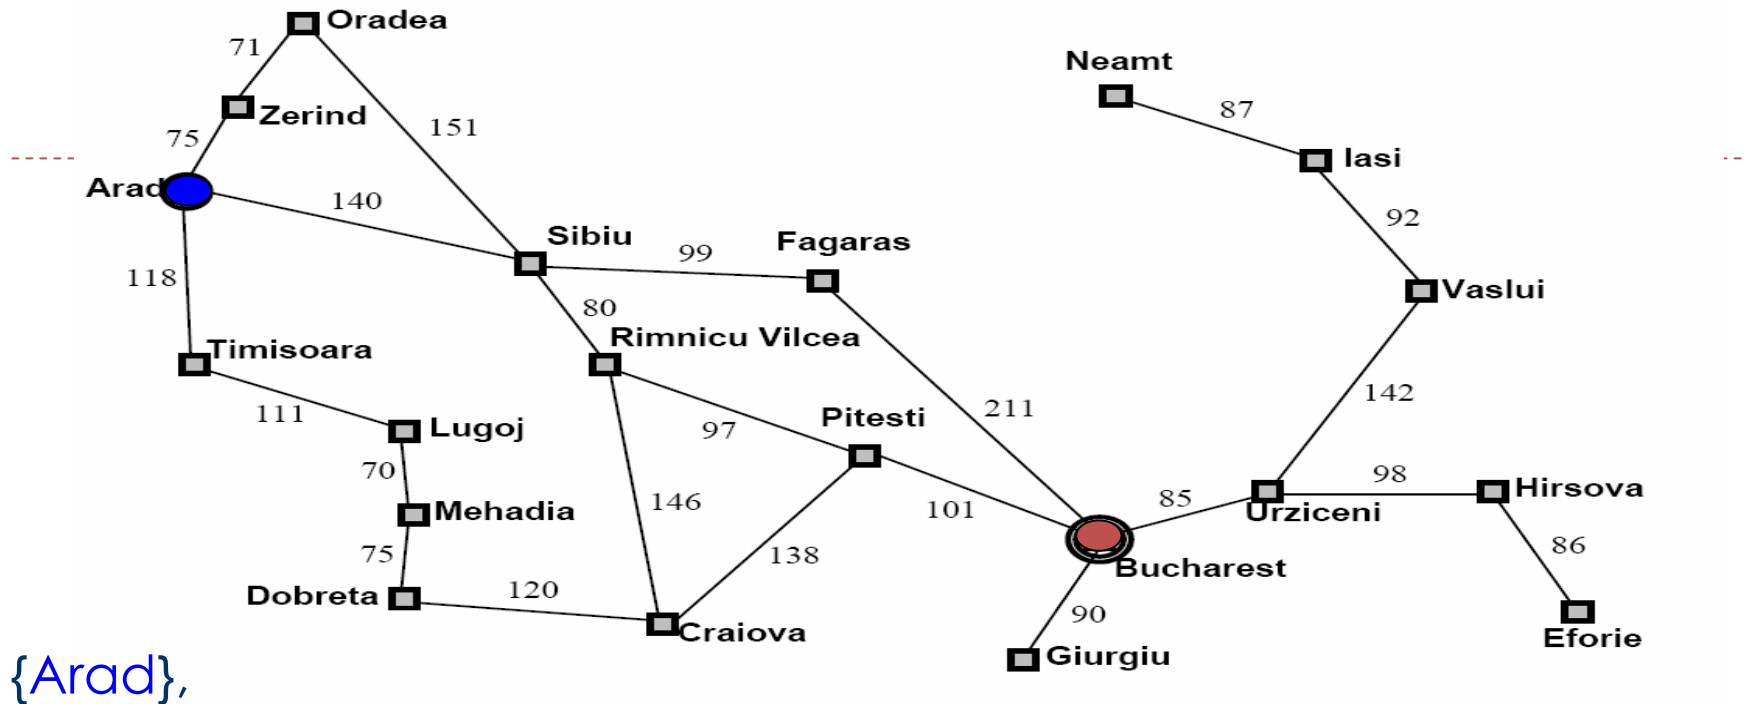 Oradea
71
Neamt
87
Zerind
151
75
Iasi
Arad
140
92
Sibiu
99
Fagaras
118
80
Vaslui
Rimnicu Vilcea
Timisoara
142
211
111
Lugoj
97
Pitesti
70
98
Hirsova
146
101
85
Urziceni
Mehadia
75
138
86
Bucharest
Dobreta
120
90
Craiova
Eforie
Giurgiu
{Arad},